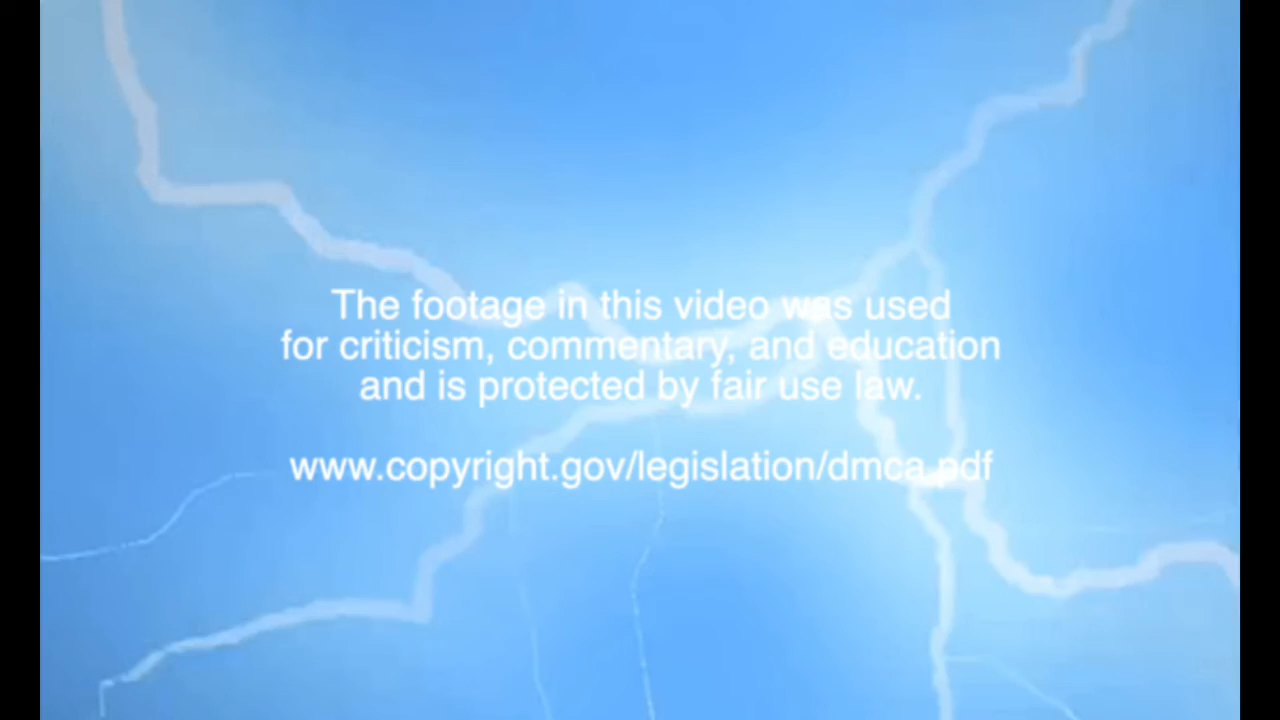 The footage in this video was used
for criticism, commentary, and education
and is protected by fair use law.
www.copyright.gov/legislation/dmca.pdf